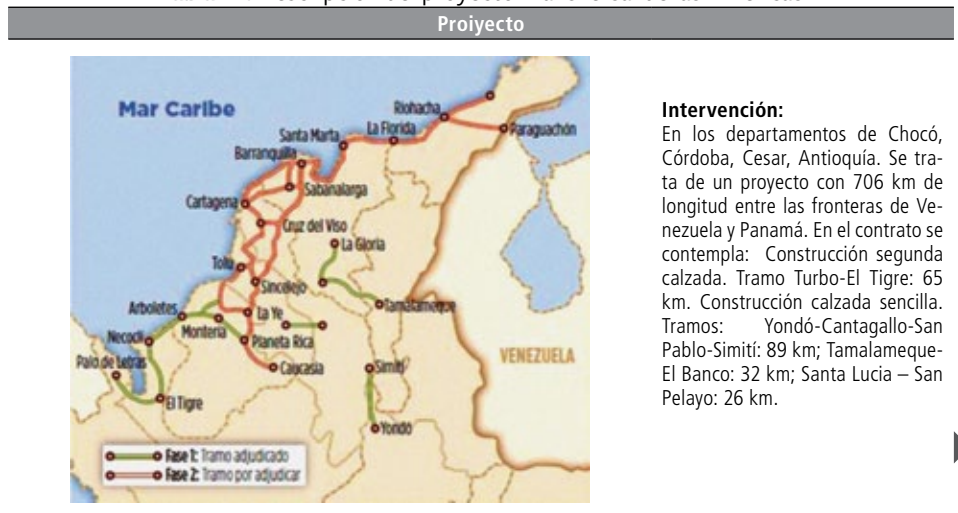 Proiyecto
Mar Caribe
Riohacha
La Florida
Paraguachón
Santa Marta
Barranquilla
Sabanalarga
Cartagena
Cruz del Viso
La Gloria
Tolú
Sincelejo
Tamalameque
Arboletes
La Ye
Necoclí
Montería
Planeta Rica
VENEZUELA
Palo de Letras
Caucasia
Simití
El Tigre
Yondó
Fase 1: Tramo adjudicado
Fase 2: Tramo por adjudicar
Intervención:
En los departamentos de Chocó,
Córdoba, Cesar, Antioquía. Se tra-
ta de un proyecto con 706 km de
longitud entre las fronteras de Ve-
nezuela y Panamá. En el contrato se
contempla: Construcción segunda
calzada. Tramo Turbo-El Tigre: 65
km. Construcción calzada sencilla.
Tramos: Yondó-Cantagallo-San
Pablo-Simití: 89 km; Tamalameque-
El Banco: 32 km; Santa Lucia – San
Pelayo: 26 km.